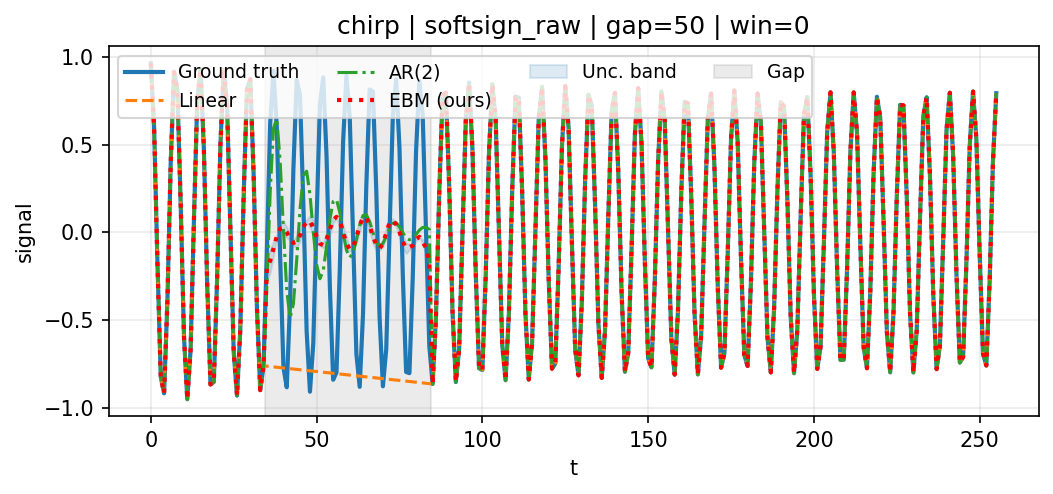 chirp | softsign_raw | gap=50 | win=0
Ground truth
Linear
AR(2)
EBM (ours)
Unc. band
Gap
signal
1.0
0.5
0.0
−0.5
−1.0
0 50 100 150 200 250
t